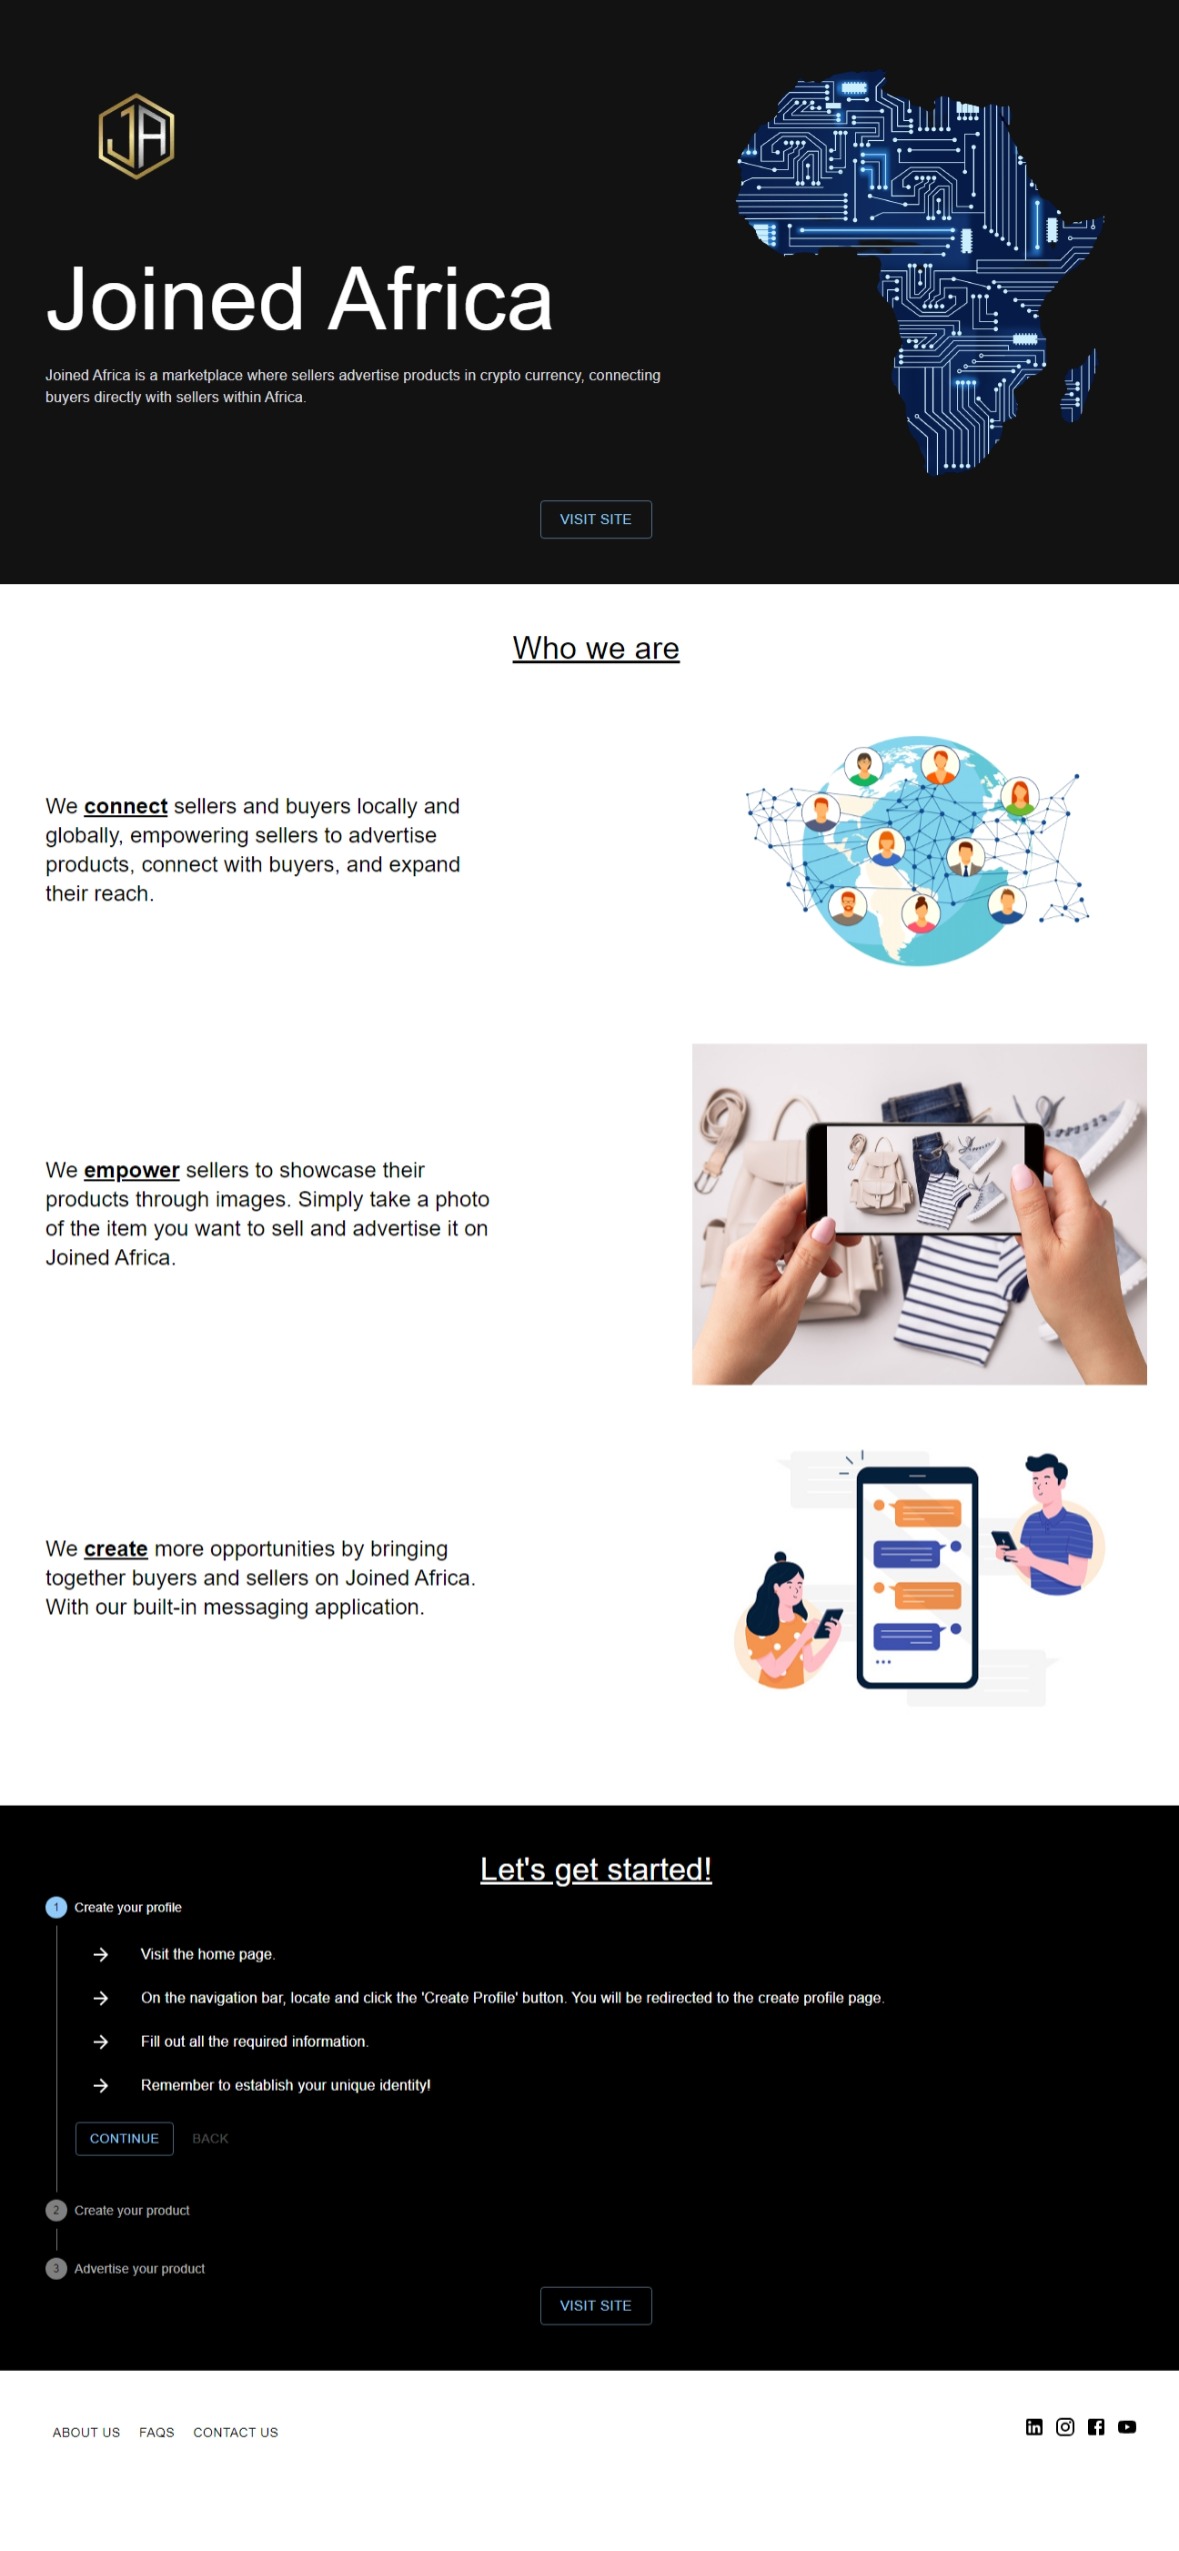 JA
Joined Africa
Joined Africa is a marketplace where sellers advertise products in crypto currency, connecting
buyers directly with sellers within Africa.
VISIT SITE
Who we are
We connect sellers and buyers locally and
globally, empowering sellers to advertise
products, connect with buyers, and expand
their reach.
We empower sellers to showcase their
products through images. Simply take a photo
of the item you want to sell and advertise it on
Joined Africa.
We create more opportunities by bringing
together buyers and sellers on Joined Africa.
With our built-in messaging application.
Let's get started!
1 Create your profile
Visit the home page.
On the navigation bar, locate and click the 'Create Profile' button. You will be redirected to the create profile page.
Fill out all the required information.
Remember to establish your unique identity!
CONTINUE BACK
2 Create your product
3 Advertise your product
VISIT SITE
ABOUT US FAQS CONTACT US